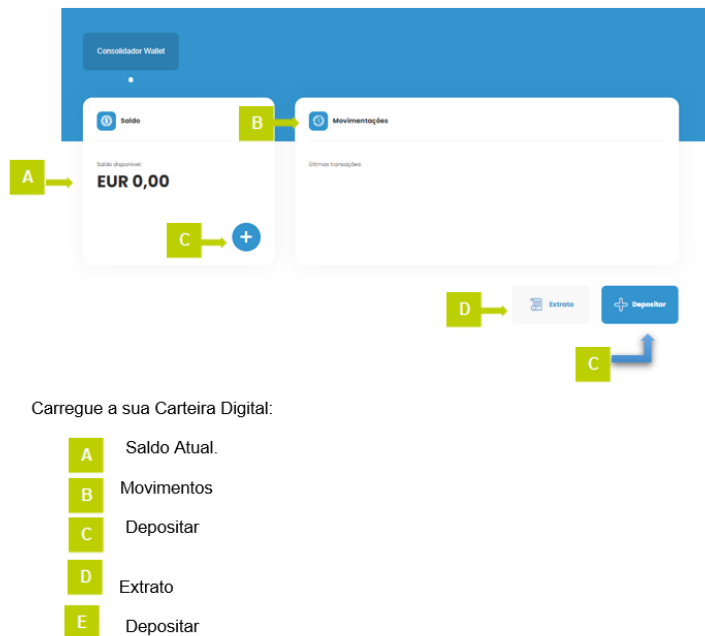 Consolidador Wallet
Saldo
B
Movimentações
Saldo disponível:
Últimas transações:
A
EUR 0,00
C
+
D
Extrato
Depositar
C
Carregue a sua Carteira Digital:
A Saldo Atual.
B Movimentos
C Depositar
D Extrato
E Depositar